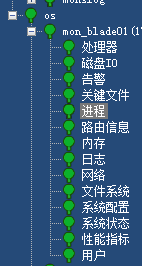 os
mon_blade01(1
处理器
磁盘IO
告警
关键文件
进程
路由信息
内存
日志
网络
文件系统
系统配置
系统状态
性能指标
用户